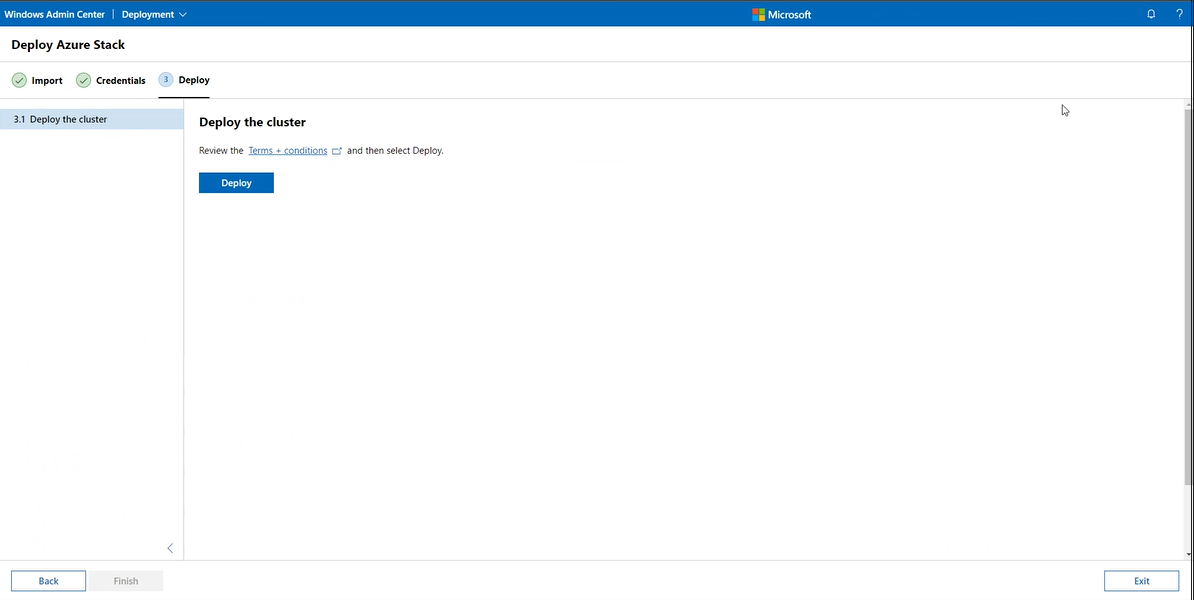 Windows Admin Center | Deployment
Microsoft
?
Deploy Azure Stack
Import
Credentials
3 Deploy
3.1 Deploy the cluster
Deploy the cluster
Review the Terms + conditions and then select Deploy.
Deploy
Back
Finish
Exit